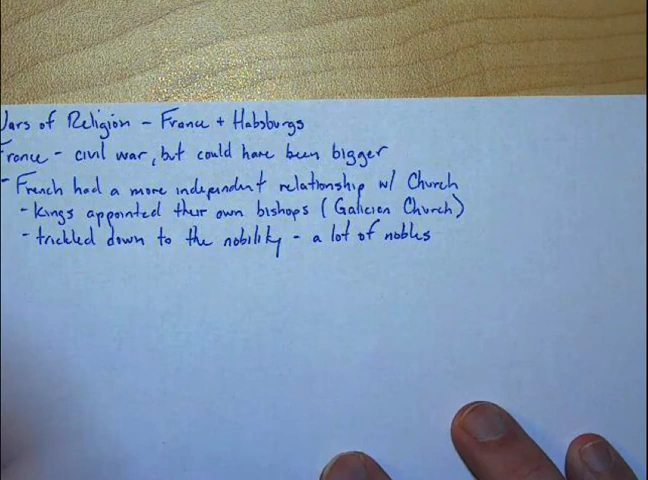 Wars of Religion - France + Habsburgs
France - civil war, but could have been bigger
- French had a more independent relationship w/ Church
- kings appointed their own bishops (Galicien Church)
- trickled down to the nobility - a lot of nobles